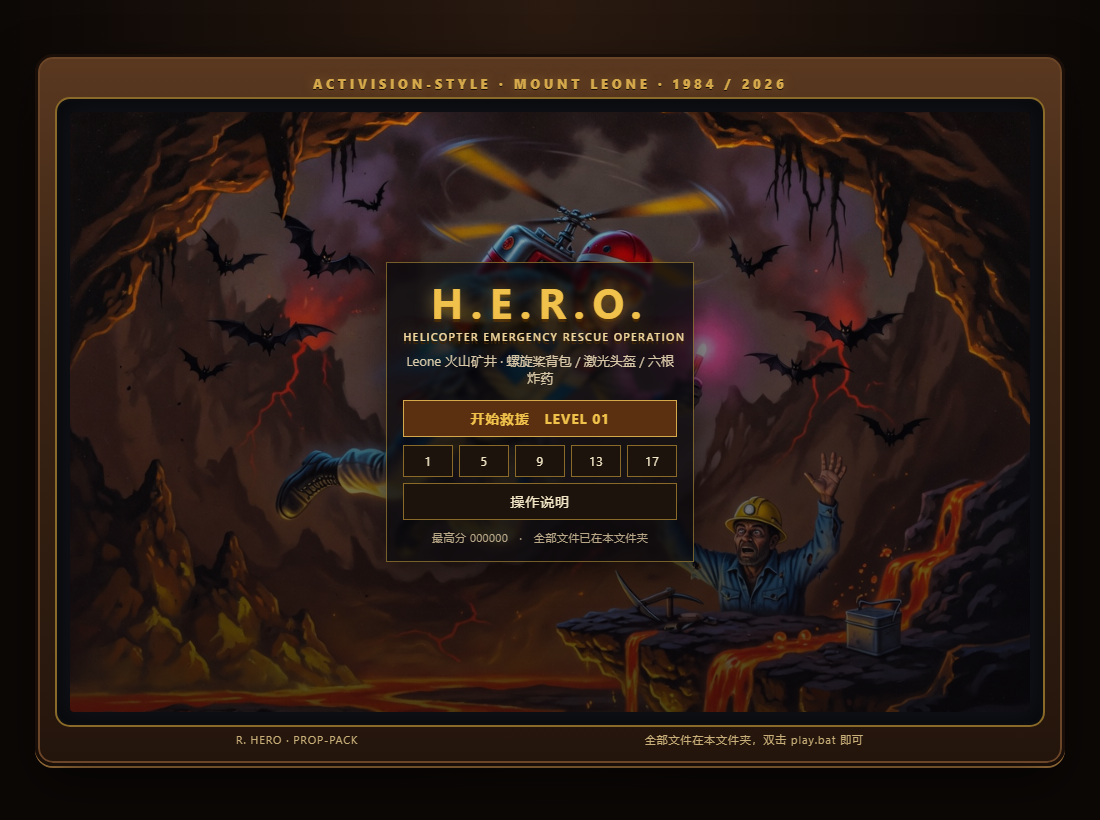 ACTIVISION-STYLE · MOUNT LEONE · 1984 / 2026
H.E.R.O.
HELICOPTER EMERGENCY RESCUE OPERATION
Leone 火山矿井 · 螺旋桨背包 / 激光头盔 / 六根
炸药
开始救援 LEVEL 01
1 5 9 13 17
操作说明
最高分 000000 · 全部文件已在本文件夹
R. HERO · PROP-PACK
全部文件在本文件夹，双击 play.bat 即可